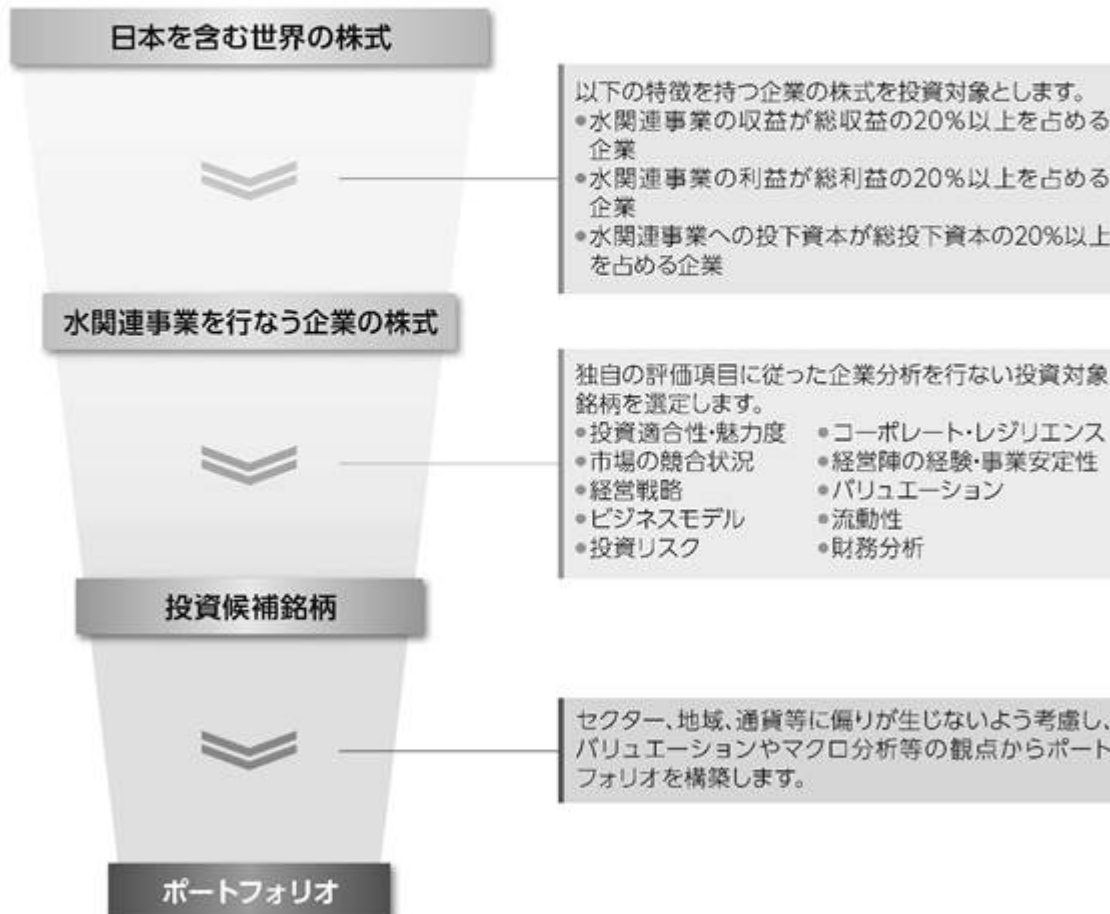 日本を含む世界の株式
以下の特徴を持つ企業の株式を投資対象とします。
●水関連事業の収益が総収益の20%以上を占める
企業
●水関連事業の利益が総利益の20%以上を占める
企業
●水関連事業への投下資本が総投下資本の20%以上
を占める企業
水関連事業を行なう企業の株式
独自の評価項目に従った企業分析を行ない投資対象
銘柄を選定します。
●投資適合性・魅力度 ●コーポレート・レジリエンス
●市場の競合状況 ●経営陣の経験・事業安定性
●経営戦略 ●バリュエーション
●ビジネスモデル ●流動性
●投資リスク ●財務分析
投資候補銘柄
セクター、地域、通貨等に偏りが生じないよう考慮し、
バリュエーションやマクロ分析等の観点からポート
フォリオを構築します。
ポートフォリオ